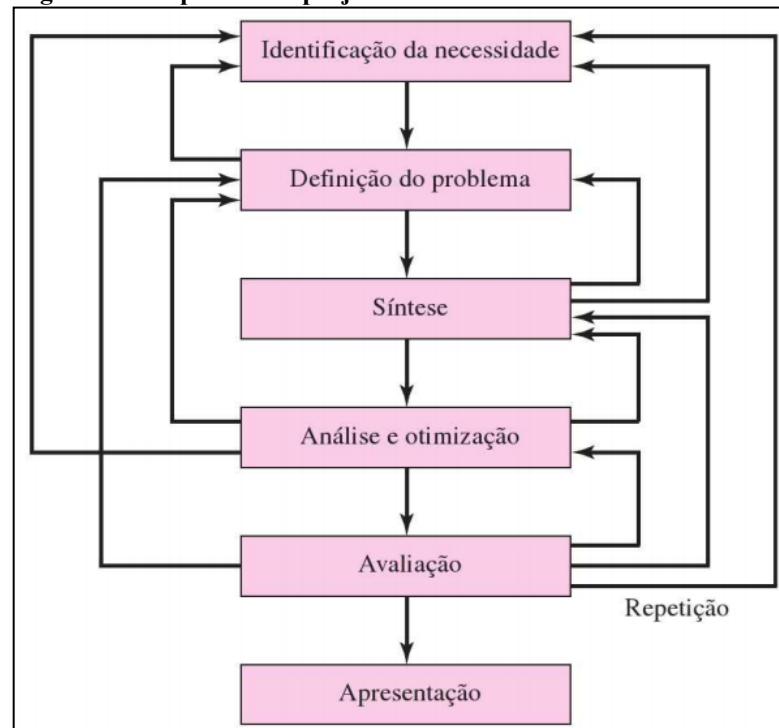 Identificação da necessidade
Definição do problema
Síntese
Análise e otimização
Avaliação
Repetição
Apresentação